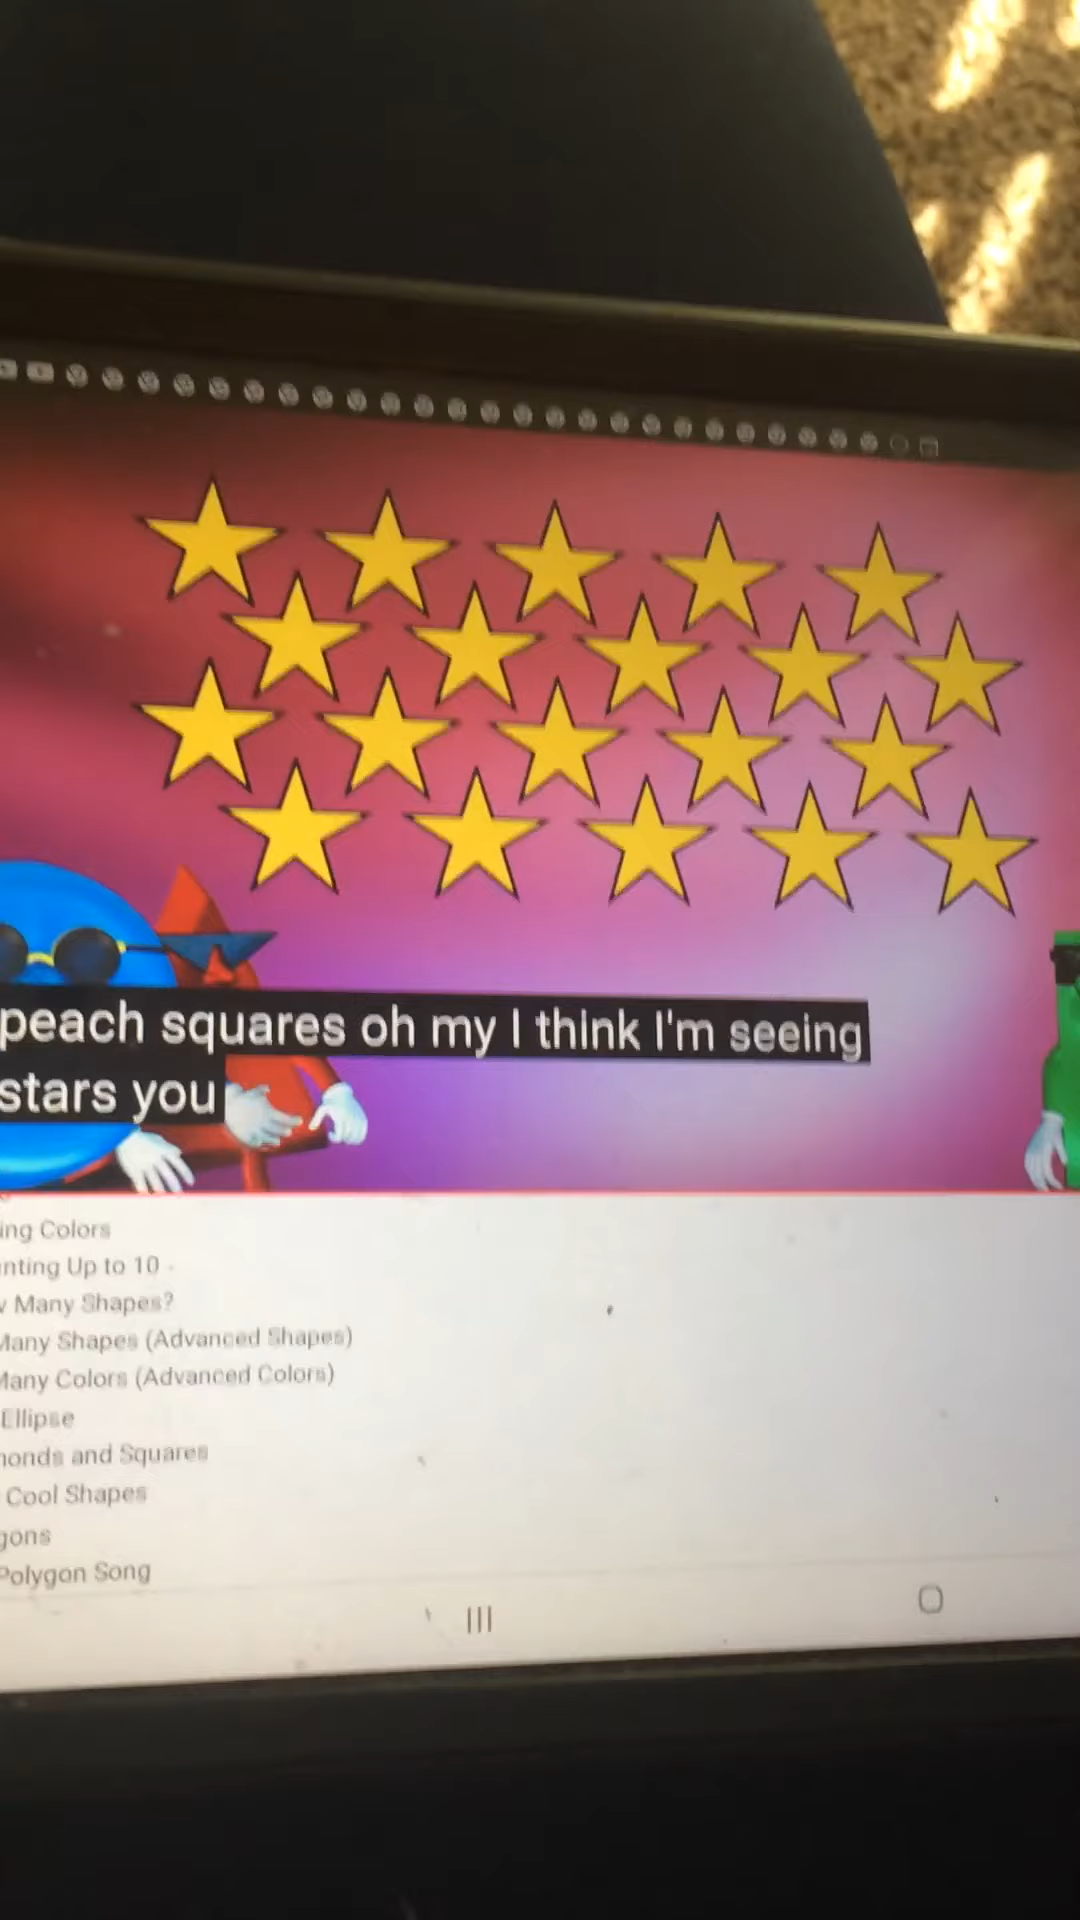 peach squares oh my I think I'm seeing
stars you
ing Colors
nting Up to 10
Many Shapes?
Many Shapes (Advanced Shapes)
Many Colors (Advanced Colors)
Ellipse
onds and Squares
Cool Shapes
gons
Polygon Song